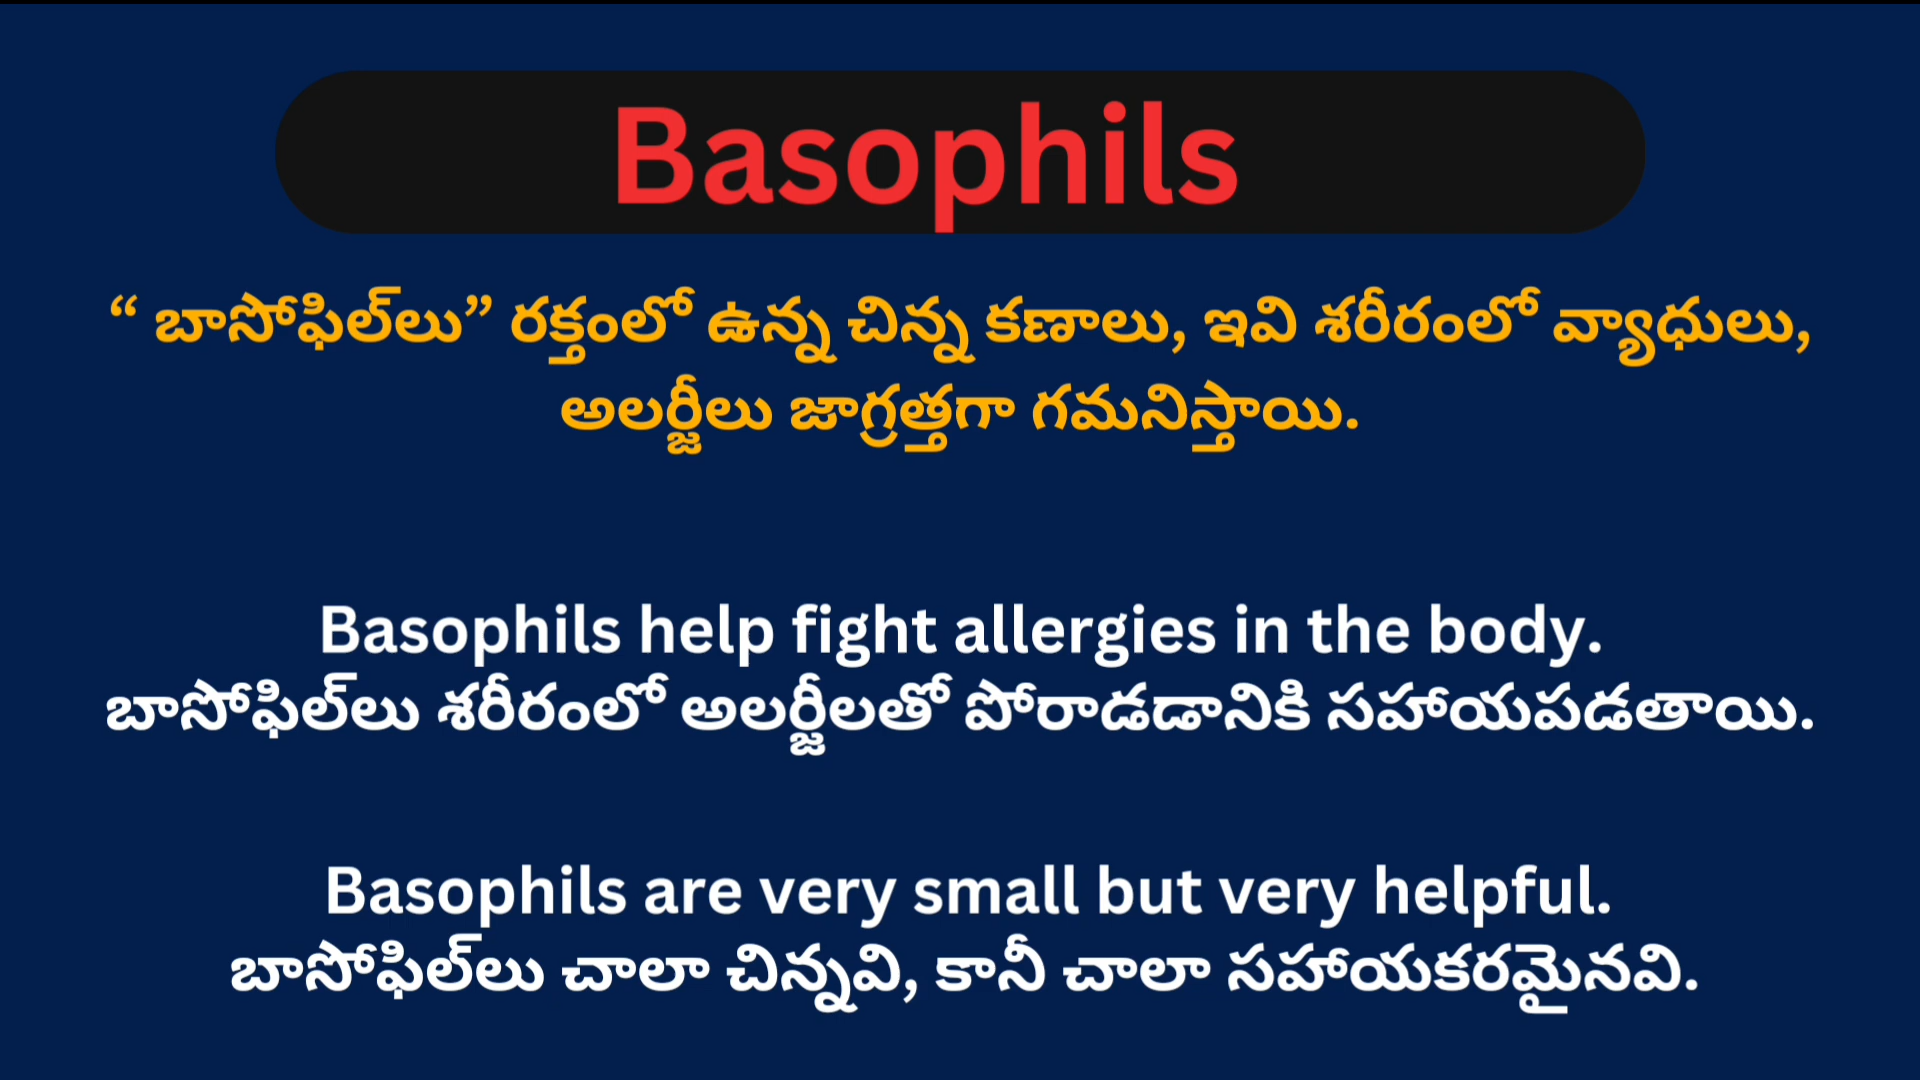 Basophils
“ బాసోఫిల్‌లు” రక్తంలో ఉన్న చిన్న కణాలు, ఇవి శరీరంలో వ్యాధులు,
అలర్జీలు జాగ్రత్తగా గమనిస్తాయి.
Basophils help fight allergies in the body.
బాసోఫిల్‌లు శరీరంలో అలర్జీలతో పోరాడడానికి సహాయపడతాయి.
Basophils are very small but very helpful.
బాసోఫిల్‌లు చాలా చిన్నవి, కానీ చాలా సహాయకరమైనవి.